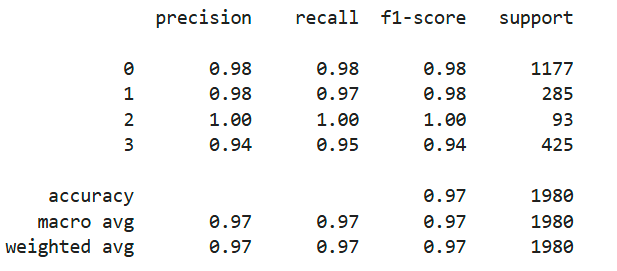 precision recall f1-score support
0 0.98 0.98 0.98 1177
1 0.98 0.97 0.98 285
2 1.00 1.00 1.00 93
3 0.94 0.95 0.94 425
accuracy 0.97 1980
macro avg 0.97 0.97 0.97 1980
weighted avg 0.97 0.97 0.97 1980